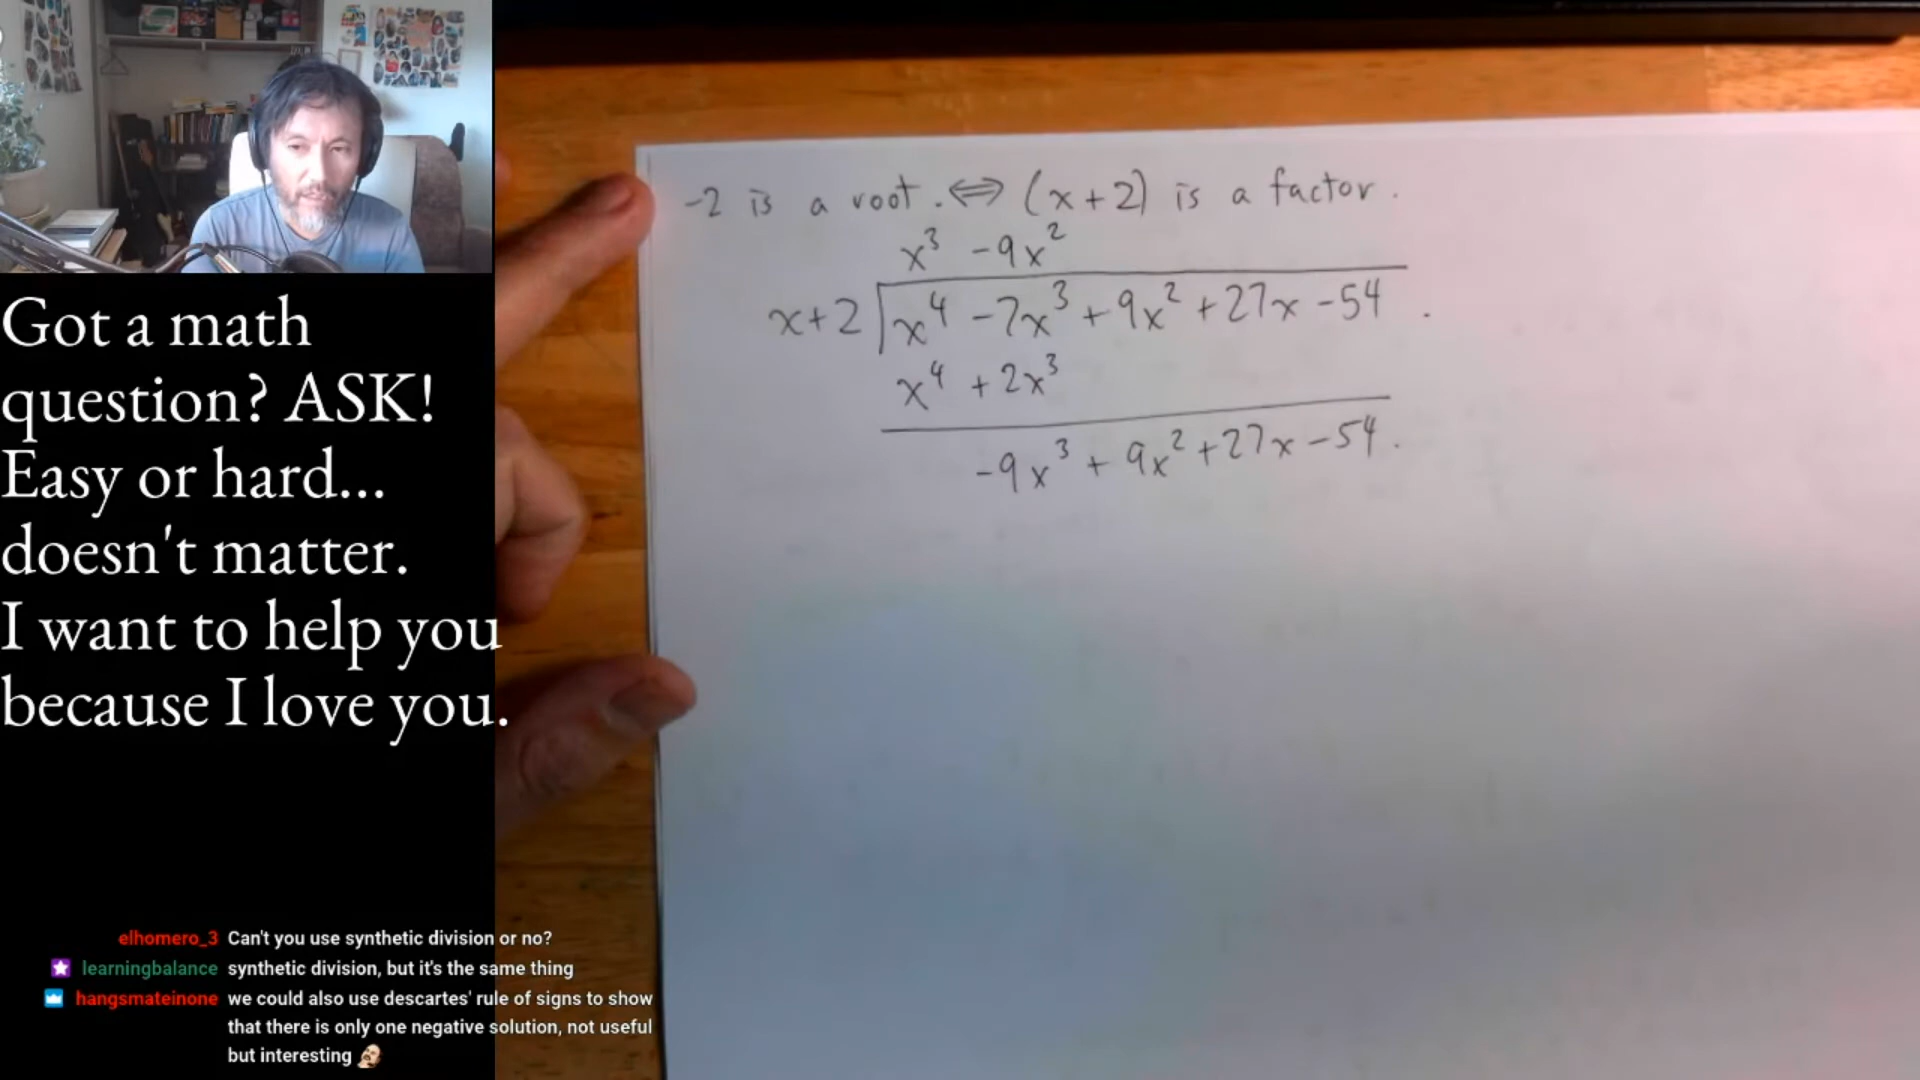 Got a math
question? ASK!
Easy or hard...
doesn't matter.
I want to help you
because I love you.
elhomero_3 Can't you use synthetic division or no?
learningbalance synthetic division, but it's the same thing
hangsmateinone we could also use descartes' rule of signs to show
that there is only one negative solution, not useful
but interesting
-2 is a root. ⇔ (x+2) is a factor.
x³ -9x²
x+2 x⁴ -7x³ +9x² +27x -54.
x⁴ +2x³
-9x³ + 9x² +27x -54.